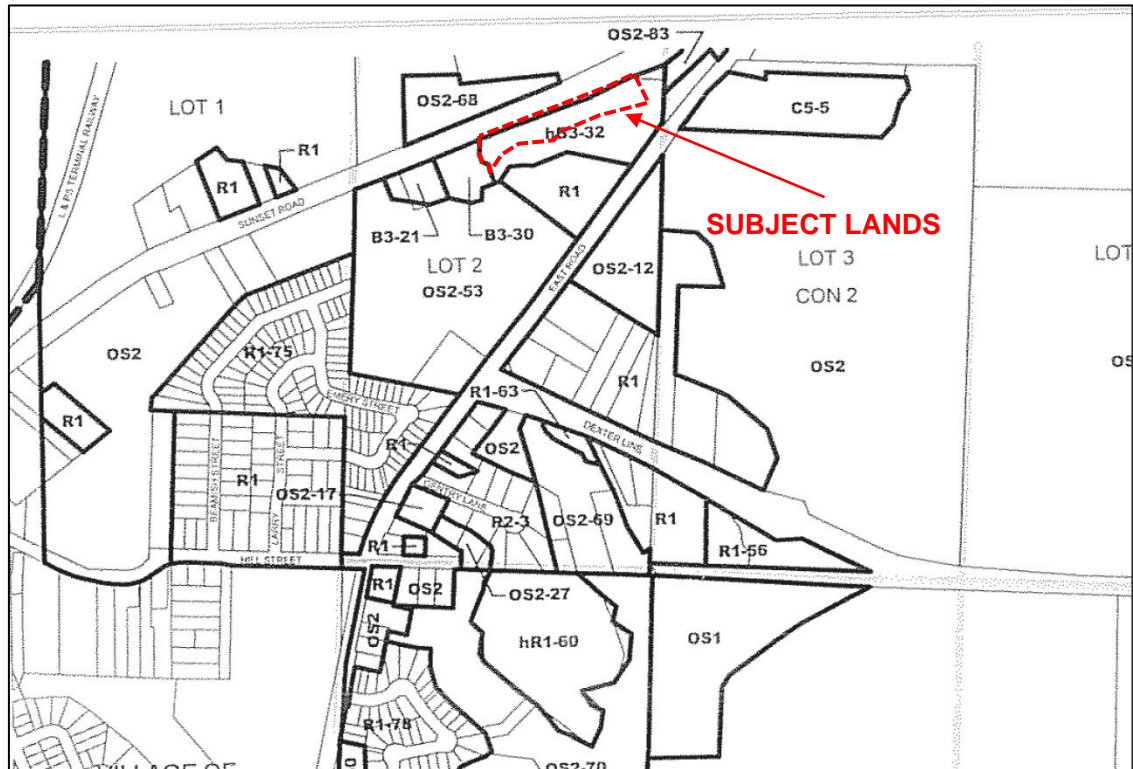 OS2-83
OS2-68
C5-5
LOT 1
hB3-32
L & PS TERMINAL RAILWAY
R1
R1
R1
SUNSET ROAD
SUBJECT LANDS
B3-21
B3-30
LOT 2
OS2-53
EAST ROAD
OS2-12
LOT 3
CON 2
LOT
OS2
R1-75
OS2
OS
R1
R1-63
R1
EMERY STREET
DEXTER LINE
R1
OS2
BEAMISH STREET
R1
LARRY STREET
OS2-17
GENTRY LANE
R2-3
OS2-69
R1
R1-56
HILL STREET
R1
R1
OS2
OS2-27
OS2
hR1-60
OS1
R1-78
VILLAGE OF
OS2-70